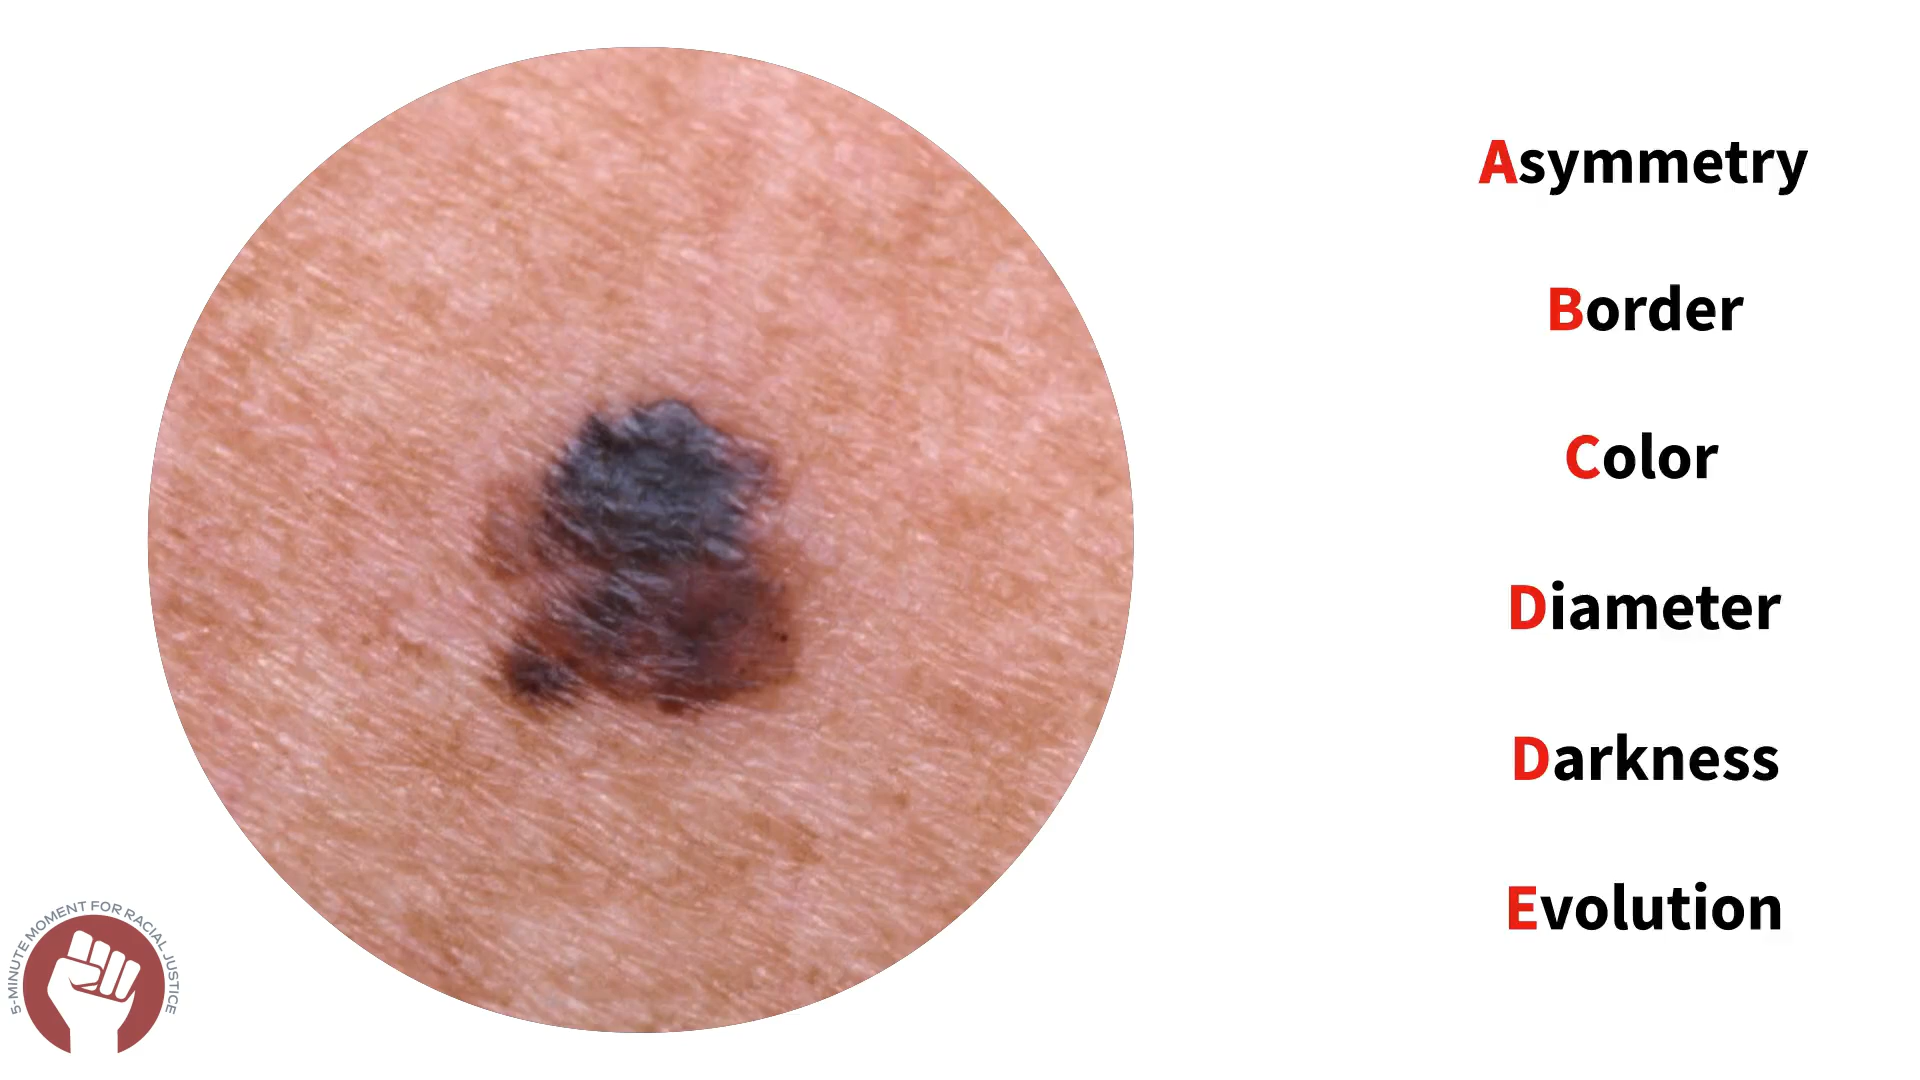 Asymmetry
Border
Color
Diameter
Darkness
Evolution
5-MINUTE MOMENT FOR RACIAL JUSTICE